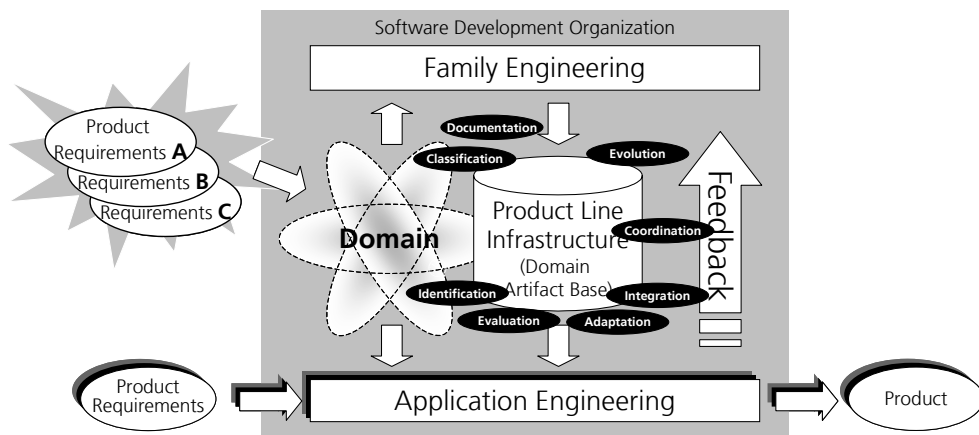 Software Development Organization
Family Engineering
Product
Requirements A
Requirements B
Requirements C
Documentation
Classification
Evolution
Domain
Product Line
Infrastructure
(Domain
Artifact Base)
Coordination
Identification
Integration
Evaluation
Adaptation
Feedback
Product
Requirements
Application Engineering
Product